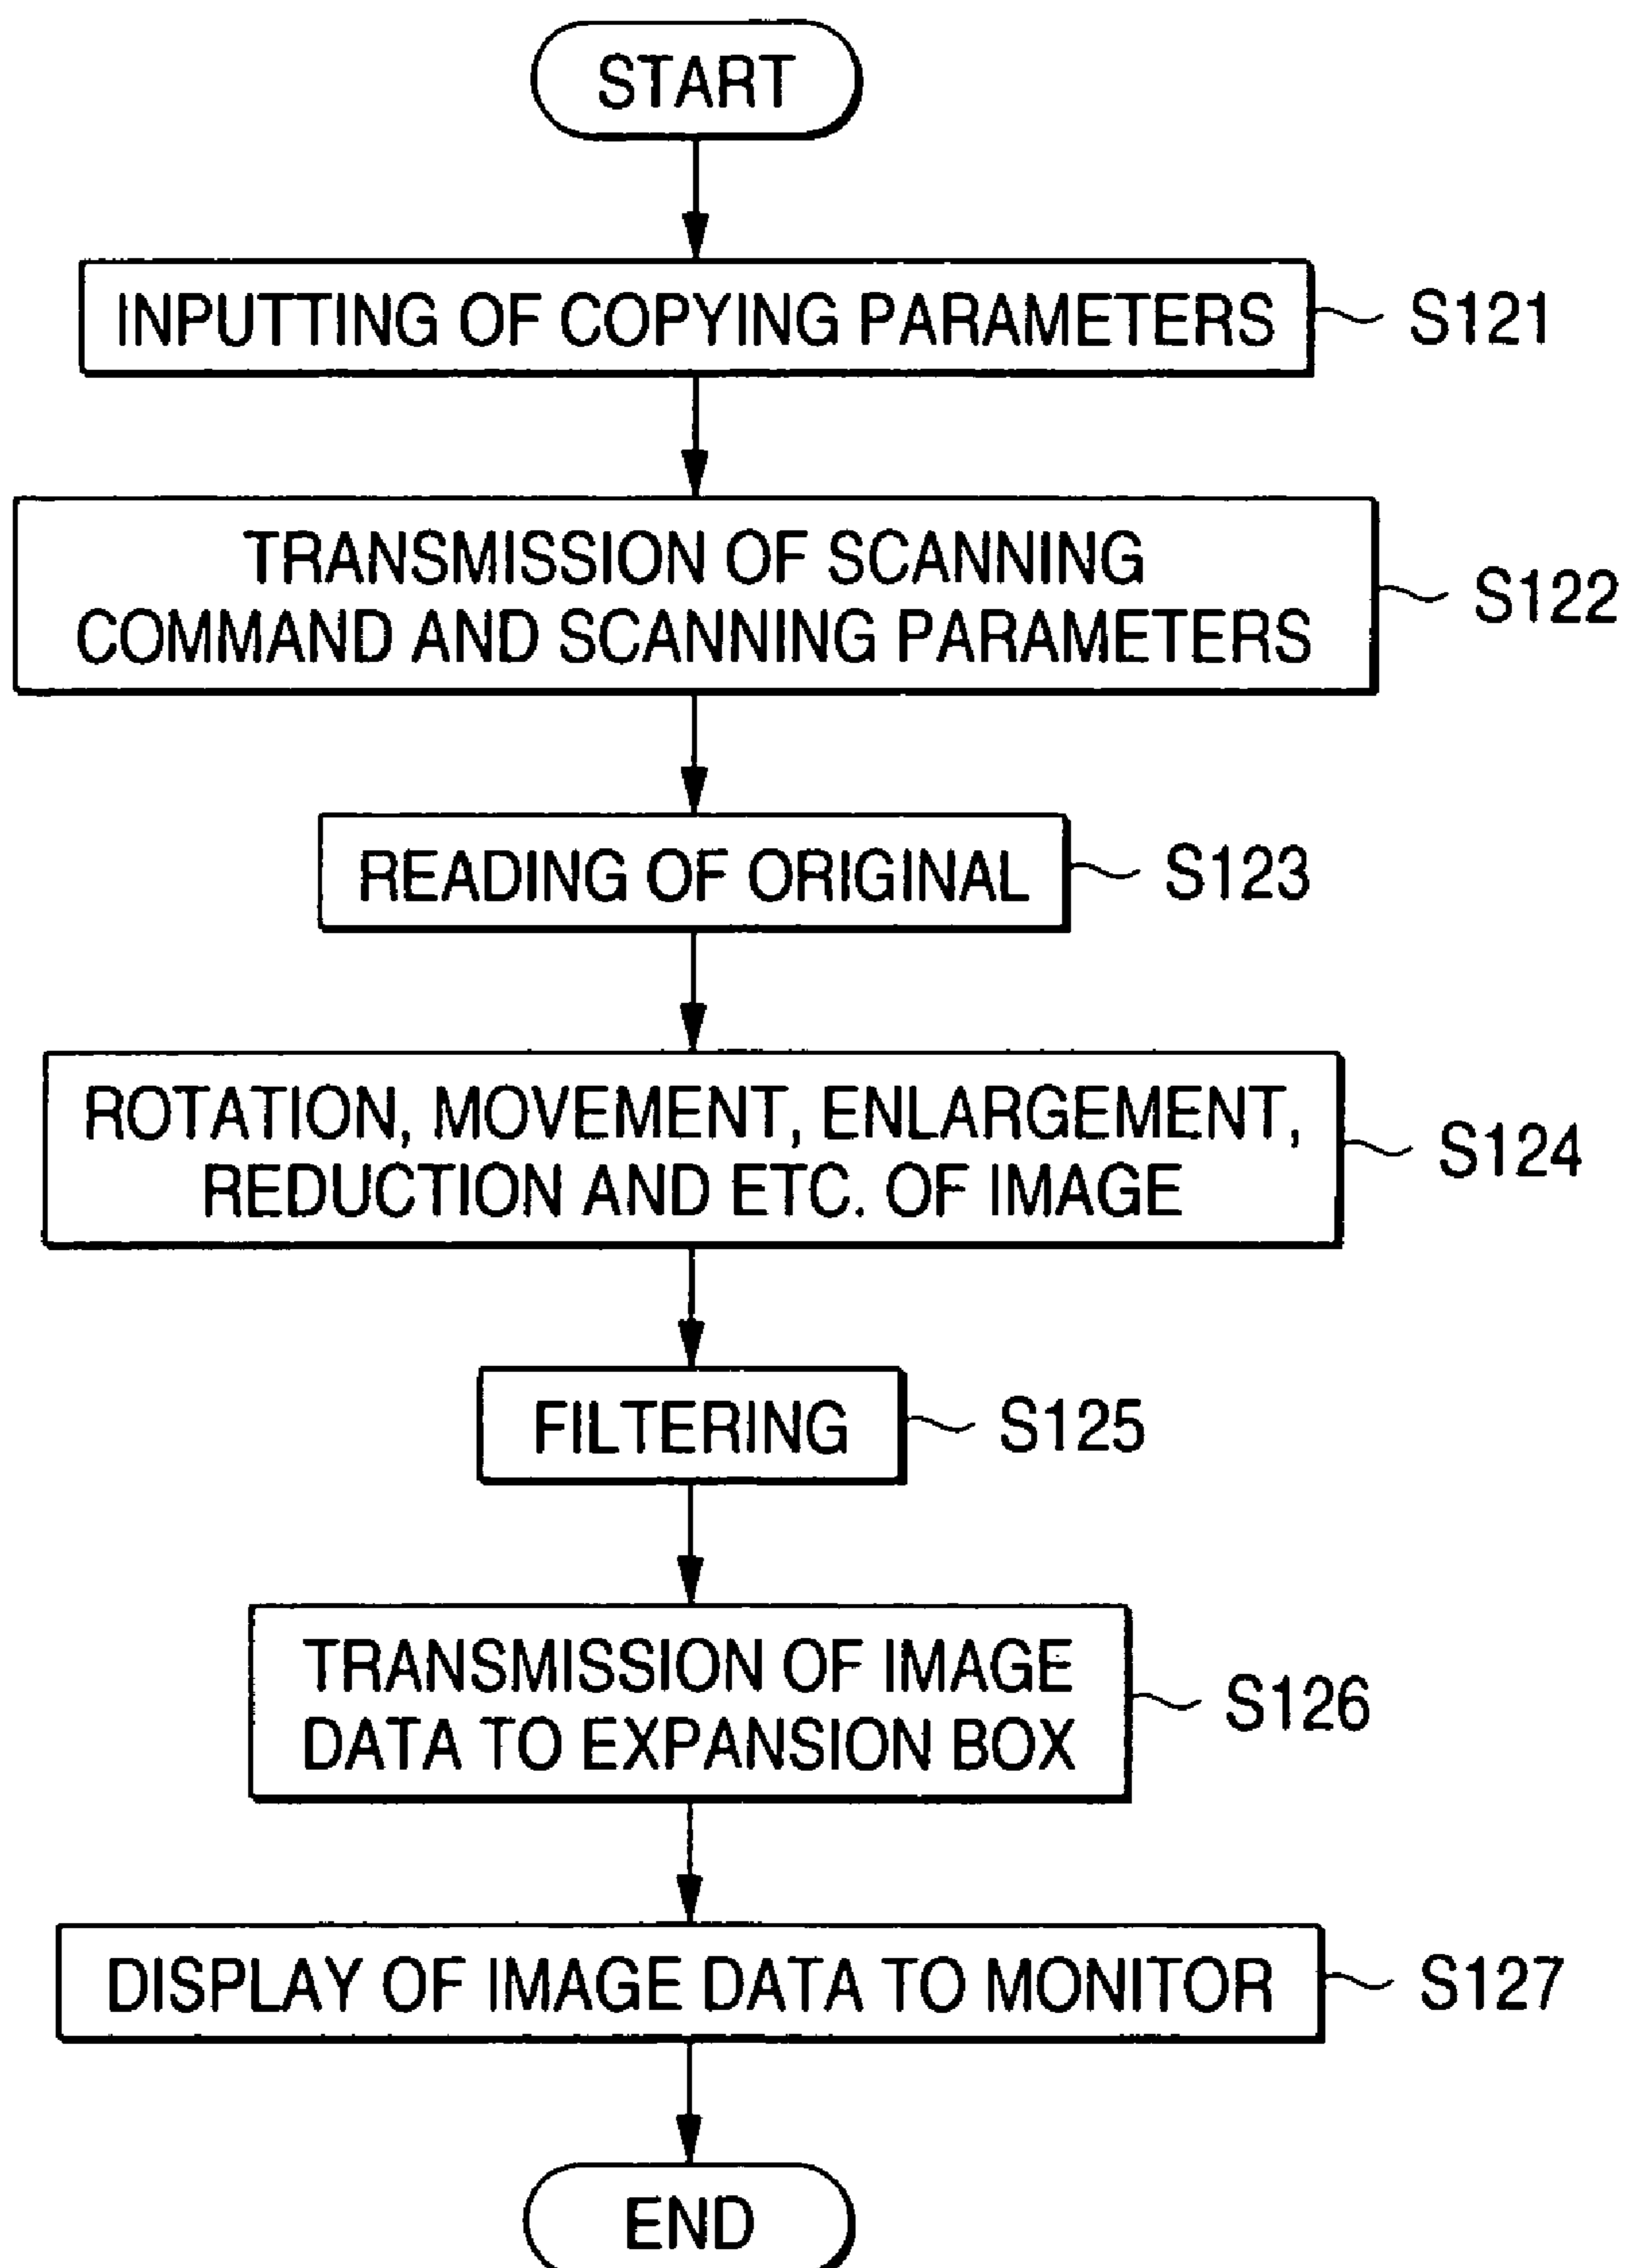 START
INPUTTING OF COPYING PARAMETERS
S121
TRANSMISSION OF SCANNING
COMMAND AND SCANNING PARAMETERS
S122
READING OF ORIGINAL
S123
ROTATION, MOVEMENT, ENLARGEMENT,
REDUCTION AND ETC. OF IMAGE
S124
FILTERING
S125
TRANSMISSION OF IMAGE
DATA TO EXPANSION BOX
S126
DISPLAY OF IMAGE DATA TO MONITOR
S127
END